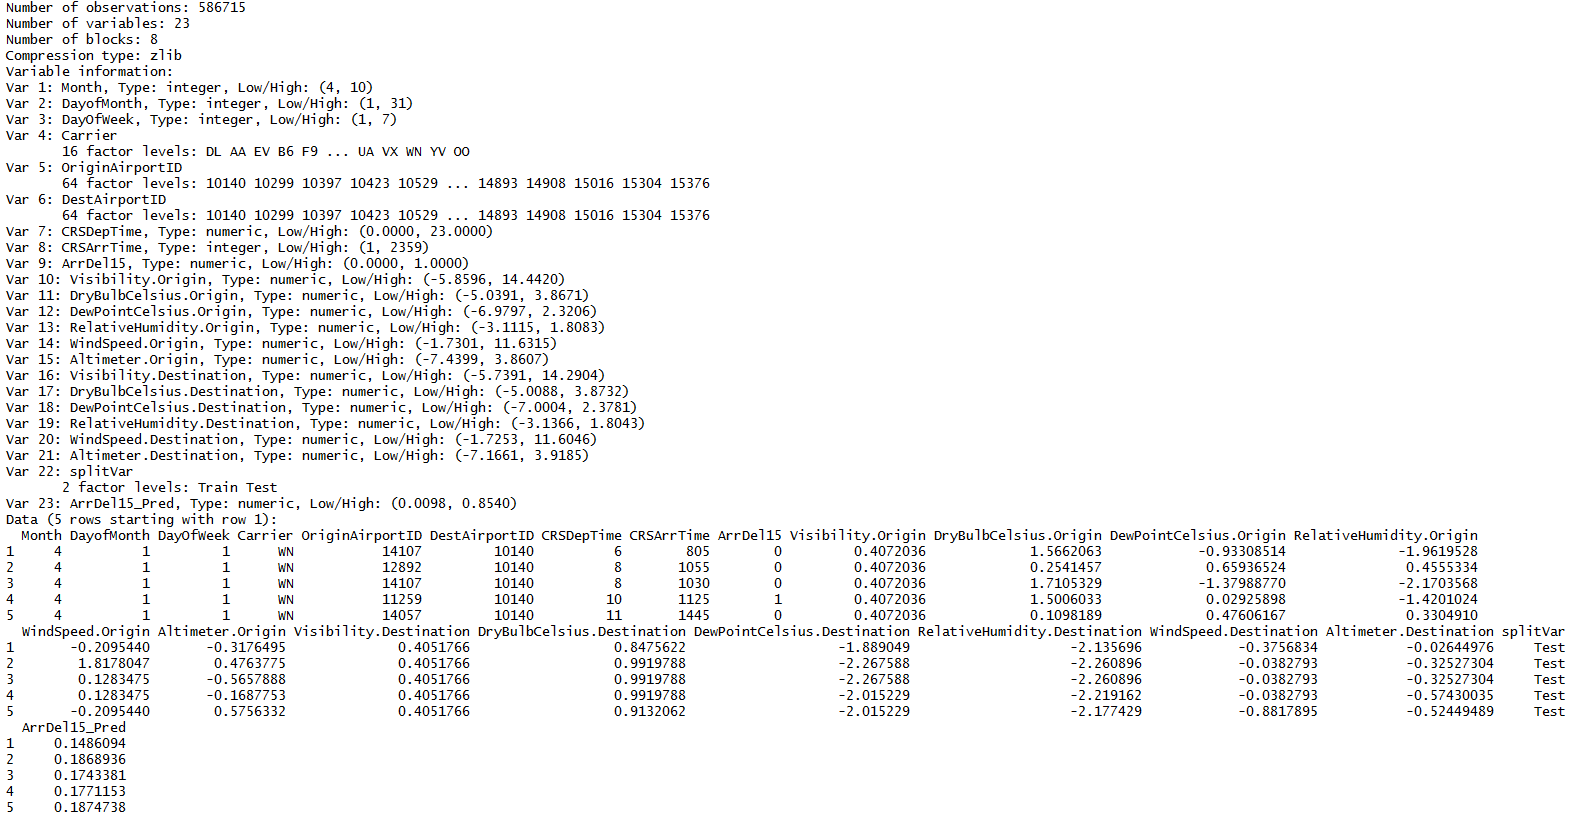 Number of observations: 586715
Number of variables: 23
Number of blocks: 8
Compression type: zlib
Variable information:
Var 1: Month, Type: integer, Low/High: (4, 10)
Var 2: DayofMonth, Type: integer, Low/High: (1, 31)
Var 3: DayOfWeek, Type: integer, Low/High: (1, 7)
Var 4: Carrier
       16 factor levels: DL AA EV B6 F9 ... UA VX WN YV OO
Var 5: OriginAirportID
       64 factor levels: 10140 10299 10397 10423 10529 ... 14893 14908 15016 15304 15376
Var 6: DestAirportID
       64 factor levels: 10140 10299 10397 10423 10529 ... 14893 14908 15016 15304 15376
Var 7: CRSDepTime, Type: numeric, Low/High: (0.0000, 23.0000)
Var 8: CRSArrTime, Type: integer, Low/High: (1, 2359)
Var 9: ArrDel15, Type: numeric, Low/High: (0.0000, 1.0000)
Var 10: Visibility.Origin, Type: numeric, Low/High: (-5.8596, 14.4420)
Var 11: DryBulbCelsius.Origin, Type: numeric, Low/High: (-5.0391, 3.8671)
Var 12: DewPointCelsius.Origin, Type: numeric, Low/High: (-6.9797, 2.3206)
Var 13: RelativeHumidity.Origin, Type: numeric, Low/High: (-3.1115, 1.8083)
Var 14: WindSpeed.Origin, Type: numeric, Low/High: (-1.7301, 11.6315)
Var 15: Altimeter.Origin, Type: numeric, Low/High: (-7.4399, 3.8607)
Var 16: Visibility.Destination, Type: numeric, Low/High: (-5.7391, 14.2904)
Var 17: DryBulbCelsius.Destination, Type: numeric, Low/High: (-5.0088, 3.8732)
Var 18: DewPointCelsius.Destination, Type: numeric, Low/High: (-7.0004, 2.3781)
Var 19: RelativeHumidity.Destination, Type: numeric, Low/High: (-3.1366, 1.8043)
Var 20: WindSpeed.Destination, Type: numeric, Low/High: (-1.7253, 11.6046)
Var 21: Altimeter.Destination, Type: numeric, Low/High: (-7.1661, 3.9185)
Var 22: splitVar
       2 factor levels: Train Test
Var 23: ArrDel15_Pred, Type: numeric, Low/High: (0.0098, 0.8540)
Data (5 rows starting with row 1):
  Month DayofMonth DayOfWeek Carrier OriginAirportID DestAirportID CRSDepTime CRSArrTime ArrDel15 Visibility.Origin DryBulbCelsius.Origin DewPointCelsius.Origin RelativeHumidity.Origin
1 4 1 1 WN 14107 10140 6 805 0 0.4072036 1.5662063 -0.93308514 -1.9619528
2 4 1 1 WN 12892 10140 8 1055 0 0.4072036 0.2541457 0.65936524 0.4555334
3 4 1 1 WN 14107 10140 8 1030 0 0.4072036 1.7105329 -1.37988770 -2.1703568
4 4 1 1 WN 11259 10140 10 1125 1 0.4072036 1.5006033 0.02925898 -1.4201024
5 4 1 1 WN 14057 10140 11 1445 0 0.4072036 0.1098189 0.47606167 0.3304910
  WindSpeed.Origin Altimeter.Origin Visibility.Destination DryBulbCelsius.Destination DewPointCelsius.Destination RelativeHumidity.Destination WindSpeed.Destination Altimeter.Destination splitVar
1 -0.2095440 -0.3176495 0.4051766 0.8475622 -1.889049 -2.135696 -0.3756834 -0.02644976 Test
2 1.8178047 0.4763775 0.4051766 0.9919788 -2.267588 -2.260896 -0.0382793 -0.32527304 Test
3 0.1283475 -0.5657888 0.4051766 0.9919788 -2.267588 -2.260896 -0.0382793 -0.32527304 Test
4 0.1283475 -0.1687753 0.4051766 0.9919788 -2.015229 -2.219162 -0.0382793 -0.57430035 Test
5 -0.2095440 0.5756332 0.4051766 0.9132062 -2.015229 -2.177429 -0.8817895 -0.52449489 Test
  ArrDel15_Pred
1 0.1486094
2 0.1868936
3 0.1743381
4 0.1771153
5 0.1874738